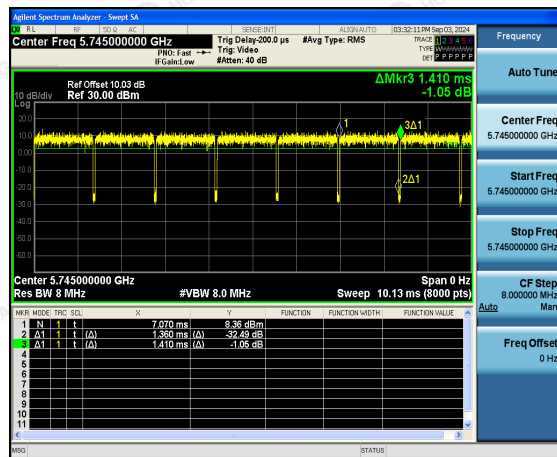 Agilent Spectrum Analyzer - Swept SA
LXI RL RF 50 Ω AC SENSE:INT ALIGNAUTO 03:32:11 PM Sep 03, 2024
Center Freq 5.745000000 GHz
PNO: Fast
IFGain:Low
Trig Delay-200.0 µs
Trig: Video
#Atten: 40 dB
#Avg Type: RMS
TRACE 1 2 3 4 5 6
TYPE WWWWWW
DET P P P P P P
ΔMkr3 1.410 ms
-1.05 dB
Ref Offset 10.03 dB
10 dB/div Ref 30.00 dBm
Log
20.0
10.0
0.00
-10.0
-20.0
-30.0
-40.0
-50.0
-60.0
1
3Δ1
2Δ1
Center 5.745000000 GHz Span 0 Hz
Res BW 8 MHz #VBW 8.0 MHz Sweep 10.13 ms (8000 pts)
MKR MODE TRC SCL X Y FUNCTION FUNCTION WIDTH FUNCTION VALUE
1 N 1 t 7.070 ms 8.36 dBm
2 Δ1 1 t (Δ) 1.360 ms (Δ) -32.49 dB
3 Δ1 1 t (Δ) 1.410 ms (Δ) -1.05 dB
4
5
6
7
8
9
10
11
MSG STATUS
Frequency
Auto Tune
Center Freq
5.745000000 GHz
Start Freq
5.745000000 GHz
Stop Freq
5.745000000 GHz
CF Step
8.000000 MHz
Auto Man
Freq Offset
0 Hz